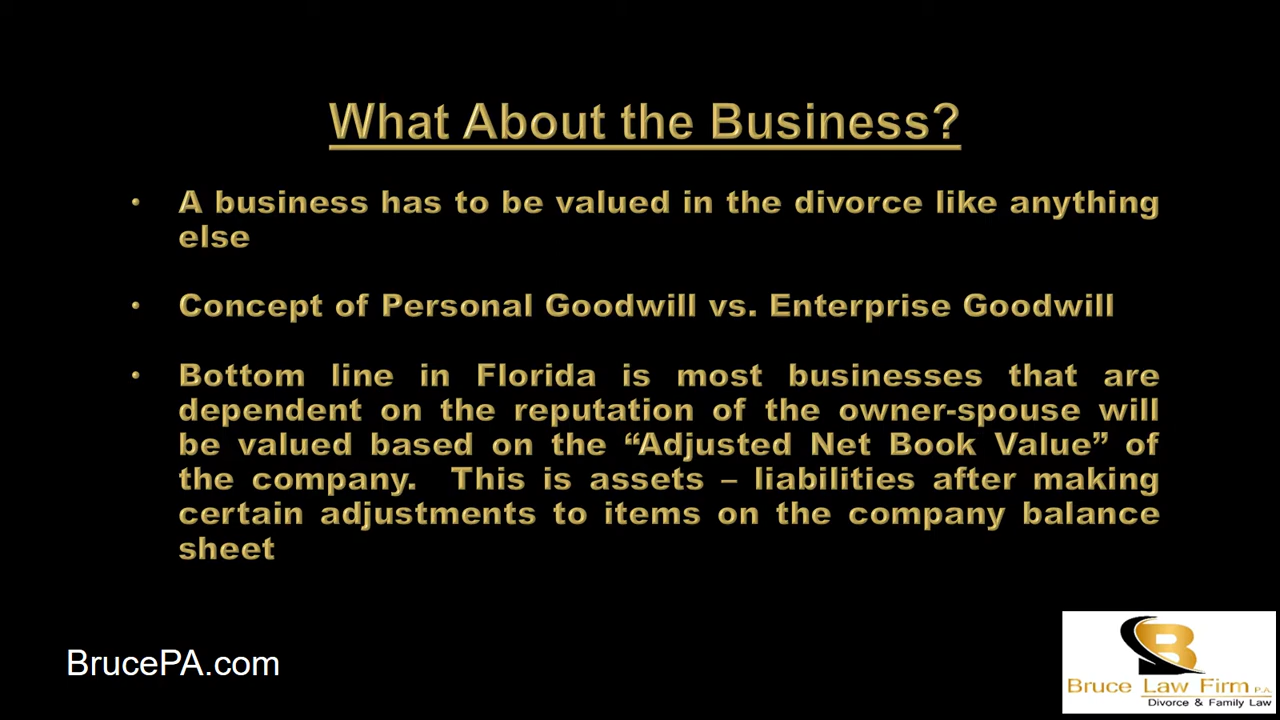 What About the Business?
• A business has to be valued in the divorce like anything
else
• Concept of Personal Goodwill vs. Enterprise Goodwill
• Bottom line in Florida is most businesses that are
dependent on the reputation of the owner-spouse will
be valued based on the “Adjusted Net Book Value” of
the company. This is assets – liabilities after making
certain adjustments to items on the company balance
sheet
BrucePA.com
B
Bruce Law Firm P.A.
Divorce & Family Law